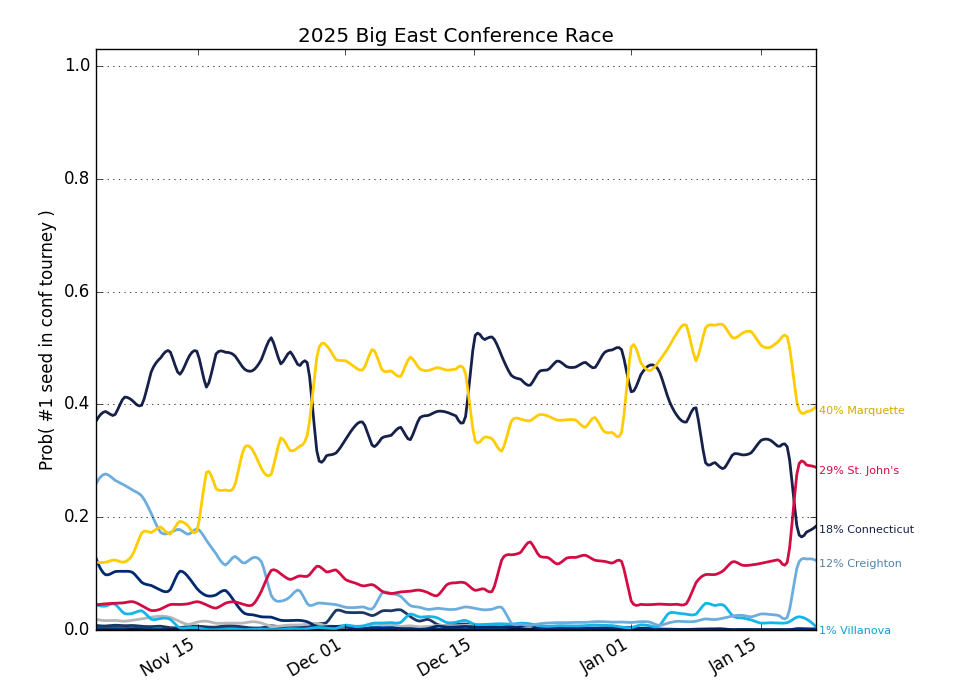 2025 Big East Conference Race
Prob( #1 seed in conf tourney )
1.0
0.8
0.6
0.4
0.2
0.0
Nov 15
Dec 01
Dec 15
Jan 01
Jan 15
40% Marquette
29% St. John's
18% Connecticut
12% Creighton
1% Villanova